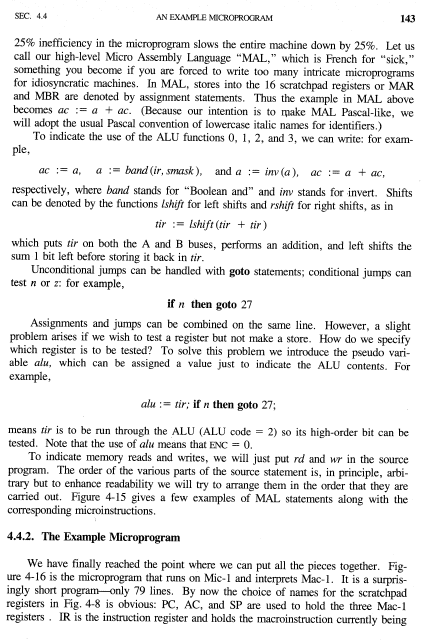 SEC. 4.4 AN EXAMPLE MICROPROGRAM 143
25% inefficiency in the microprogram slows the entire machine down by 25%. Let us
call our high-level Micro Assembly Language “MAL,” which is French for “sick,”
something you become if you are forced to write too many intricate microprograms
for idiosyncratic machines. In MAL, stores into the 16 scratchpad registers or MAR
and MBR are denoted by assignment statements. Thus the example in MAL above
becomes ac := a + ac. (Because our intention is to make MAL Pascal-like, we
will adopt the usual Pascal convention of lowercase italic names for identifiers.)
To indicate the use of the ALU functions 0, 1, 2, and 3, we can write: for exam-
ple,
ac := a, a := band (ir, smask), and a := inv (a), ac := a + ac,
respectively, where band stands for “Boolean and” and inv stands for invert. Shifts
can be denoted by the functions lshift for left shifts and rshift for right shifts, as in
tir := lshift (tir + tir)
which puts tir on both the A and B buses, performs an addition, and left shifts the
sum 1 bit left before storing it back in tir.
Unconditional jumps can be handled with goto statements; conditional jumps can
test n or z: for example,
if n then goto 27
Assignments and jumps can be combined on the same line. However, a slight
problem arises if we wish to test a register but not make a store. How do we specify
which register is to be tested? To solve this problem we introduce the pseudo vari-
able alu, which can be assigned a value just to indicate the ALU contents. For
example,
alu := tir; if n then goto 27;
means tir is to be run through the ALU (ALU code = 2) so its high-order bit can be
tested. Note that the use of alu means that ENC = 0.
To indicate memory reads and writes, we will just put rd and wr in the source
program. The order of the various parts of the source statement is, in principle, arbi-
trary but to enhance readability we will try to arrange them in the order that they are
carried out. Figure 4-15 gives a few examples of MAL statements along with the
corresponding microinstructions.
4.4.2. The Example Microprogram
We have finally reached the point where we can put all the pieces together. Fig-
ure 4-16 is the microprogram that runs on Mic-1 and interprets Mac-1. It is a surpris-
ingly short program—only 79 lines. By now the choice of names for the scratchpad
registers in Fig. 4-8 is obvious: PC, AC, and SP are used to hold the three Mac-1
registers . IR is the instruction register and holds the macroinstruction currently being